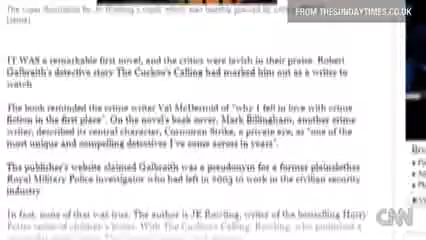 FROM THESUNDAYTIMES.CO.UK
IT WAS a remarkable first novel, and the critics were lavish in their praise. Robert
Galbraith's detective story The Cuckoo's Calling had marked him out as a writer to
watch
The book reminded the crime writer Val McDermid of "why I fell in love with crime
fiction in the first place". On the novel's book cover, Mark Billingham, another crime
writer, described its central character, Cormoran Strike, a private eye, as "one of the
most unique and compelling detectives I've come across in years".
The publisher's website claimed Galbraith was a pseudonym for a former plainclothes
Royal Military Police investigator who had left in 2003 to work in the civilian security
industry
In fact, none of that was true. The author is JK Rowling, writer of the bestselling Harry
Potter series of children's books. With The Cuckoo's Calling, Rowling, who
CNN